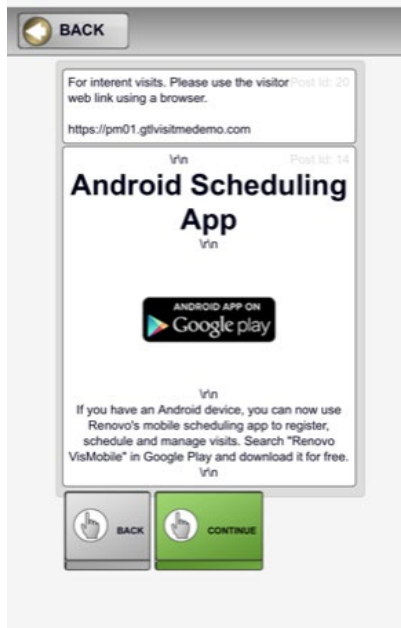 BACK
For interent visits. Please use the visitor Post Id: 20
web link using a browser.
https://pm01.gtlvisitmedemo.com
\r\n Post Id: 14
Android Scheduling
App
\r\n
ANDROID APP ON
Google play
\r\n
If you have an Android device, you can now use
Renovo's mobile scheduling app to register,
schedule and manage visits. Search "Renovo
VisMobile" in Google Play and download it for free.
\r\n
BACK CONTINUE